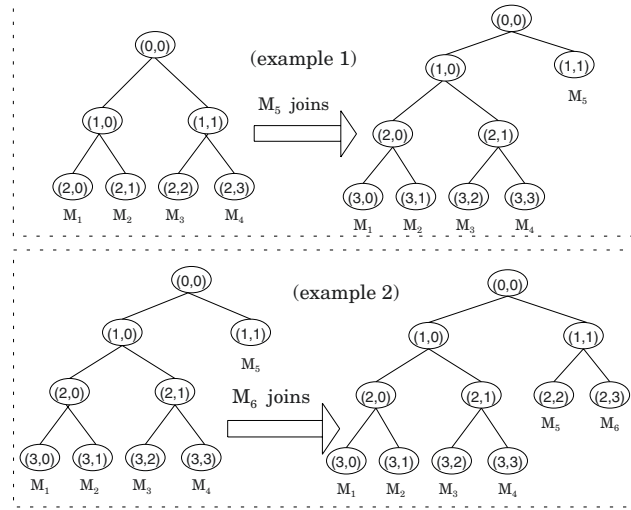 (0,0) (0,0)
(example 1)
(1,0) (1,1)
M₅ joins
(1,0) (1,1)
M₅
(2,0) (2,1)
(2,0) (2,1) (2,2) (2,3)
(3,0) (3,1) (3,2) (3,3)
M₁ M₂ M₃ M₄
M₁ M₂ M₃ M₄
(0,0) (0,0)
(example 2)
(1,0) (1,1) (1,0) (1,1)
M₅
(2,0) (2,1) (2,0) (2,1) (2,2) (2,3)
M₆ joins
M₅ M₆
(3,0) (3,1) (3,2) (3,3) (3,0) (3,1) (3,2) (3,3)
M₁ M₂ M₃ M₄ M₁ M₂ M₃ M₄